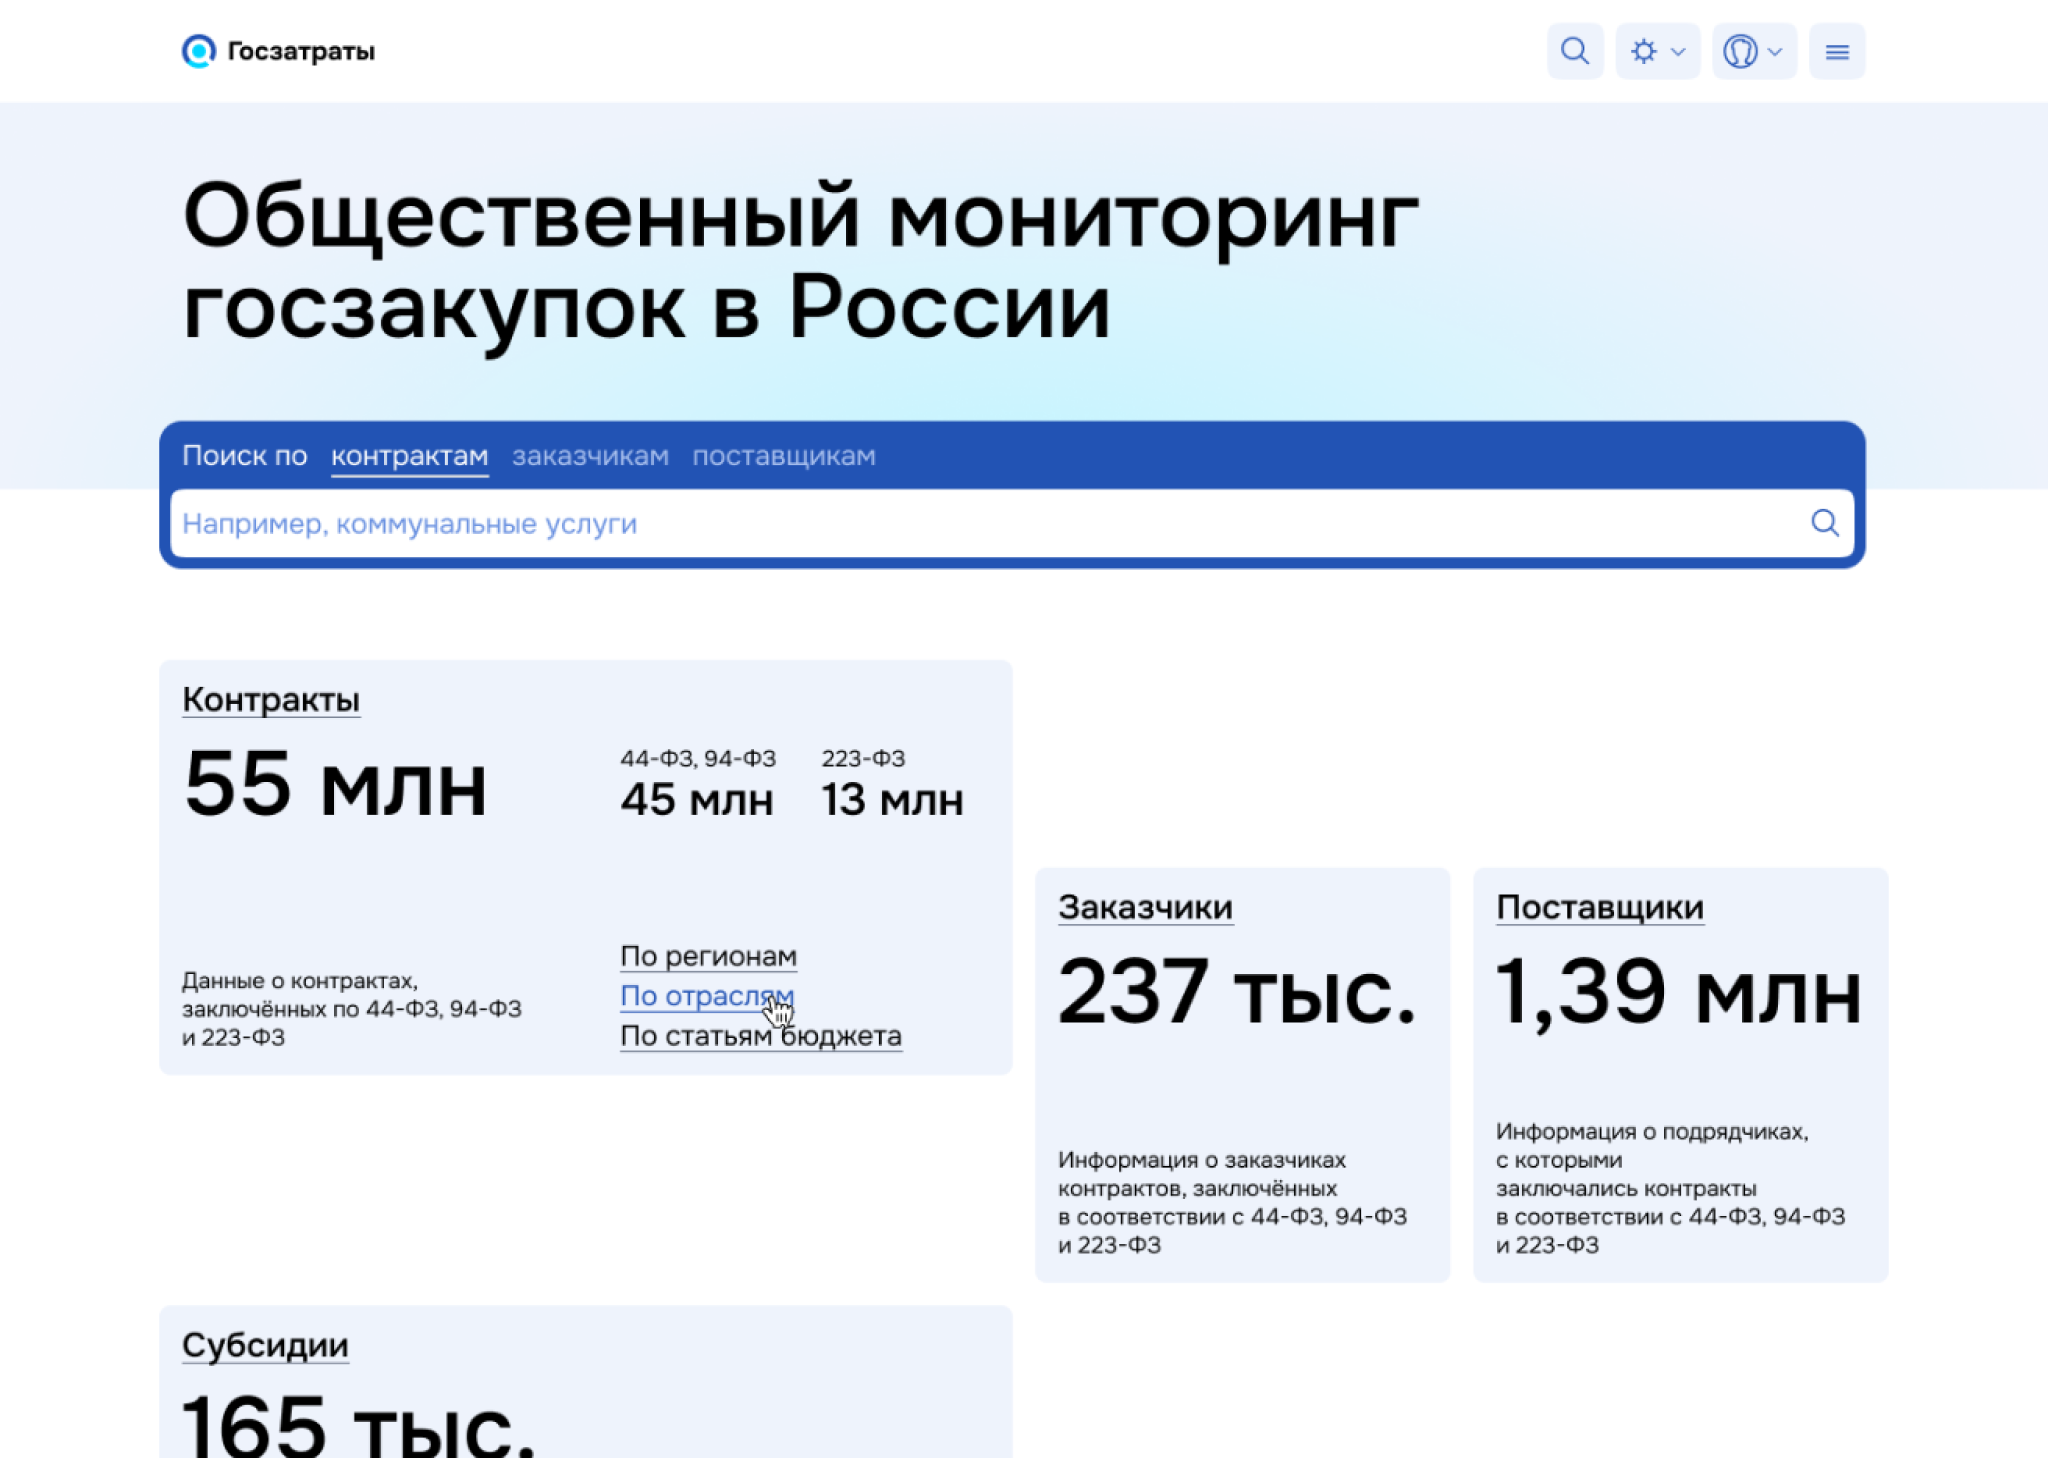 Госзатраты
Общественный мониторинг
госзакупок в России
Поиск по контрактам заказчикам поставщикам
Например, коммунальные услуги
Контракты
55 млн
44-ФЗ, 94-ФЗ
45 млн
223-ФЗ
13 млн
Данные о контрактах,
заключённых по 44-ФЗ, 94-ФЗ
и 223-ФЗ
По регионам
По отраслям
По статьям бюджета
Заказчики
237 тыс.
Информация о заказчиках
контрактов, заключённых
в соответствии с 44-ФЗ, 94-ФЗ
и 223-ФЗ
Поставщики
1,39 млн
Информация о подрядчиках,
с которыми
заключались контракты
в соответствии с 44-ФЗ, 94-ФЗ
и 223-ФЗ
Субсидии
165 тыс.